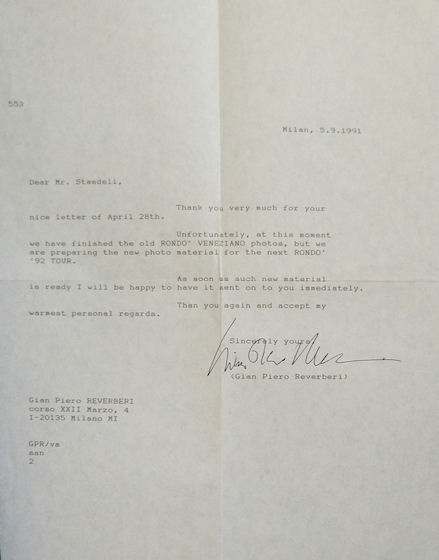 553
Milan, 5.9.1991
Dear Mr. Staedeli,
Thank you very much for your
nice letter of April 28th.
Unfortunately, at this moment
we have finished the old RONDO' VENEZIANO photos, but we
are preparing the new photo material for the next RONDO'
'92 TOUR.
As soon as such new material
is ready I will be happy to have it sent on to you immediately.
Than you again and accept my
warmest personal regards.
Sincerely yours
(Gian Piero Reverberi)
Gian Piero REVERBERI
corso XXII Marzo, 4
I-20135 Milano MI
GPR/va
2